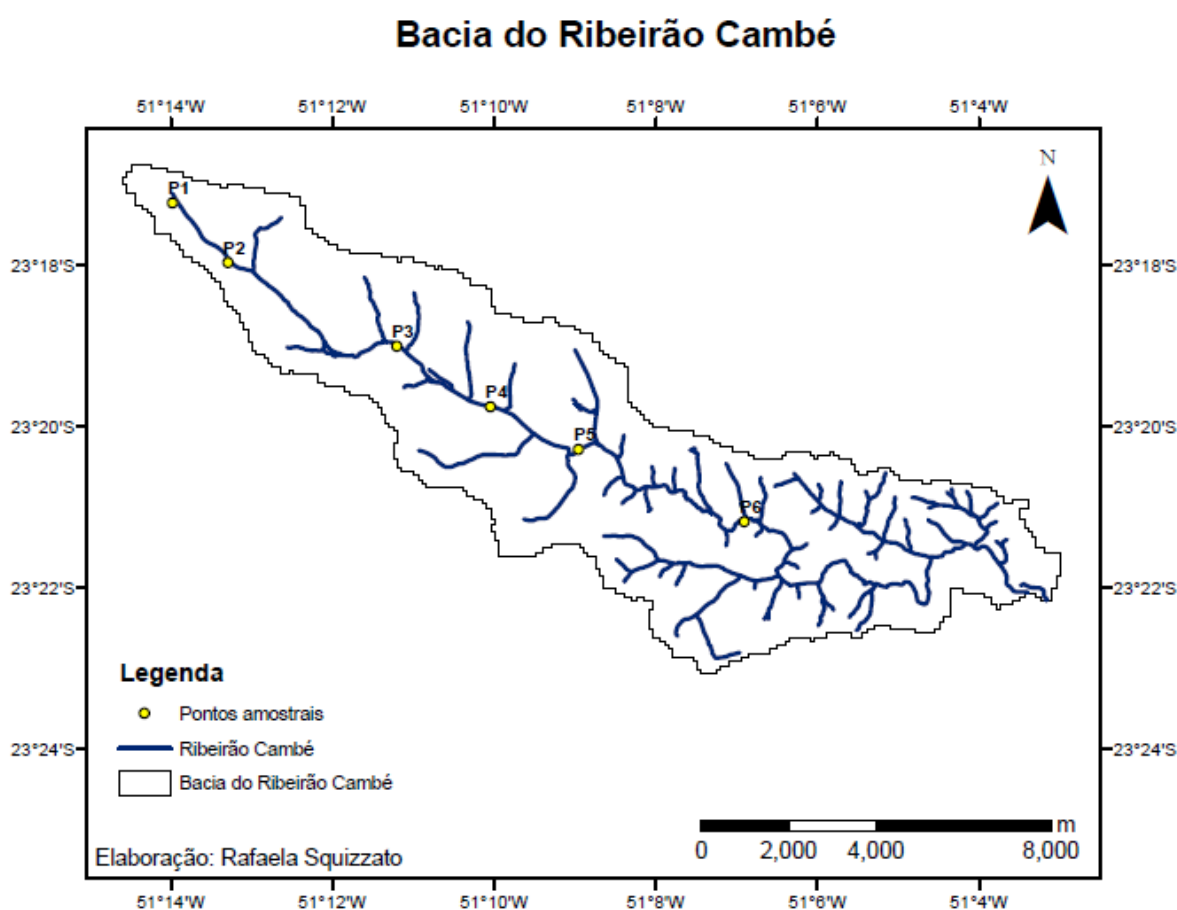 Bacia do Ribeirão Cambé
51°14'W 51°12'W 51°10'W 51°8'W 51°6'W 51°4'W
N
P1
P2
23°18'S 23°18'S
P3
P4
23°20'S 23°20'S
P5
P6
23°22'S 23°22'S
Legenda
Pontos amostrais
Ribeirão Cambé
23°24'S 23°24'S
Bacia do Ribeirão Cambé
m
0 2,000 4,000 8,000
Elaboração: Rafaela Squizzato
51°14'W 51°12'W 51°10'W 51°8'W 51°6'W 51°4'W